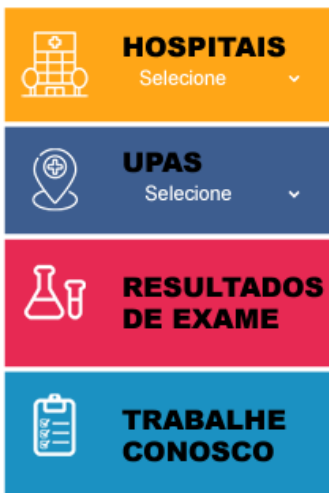 HOSPITAIS
Selecione
UPAS
Selecione
RESULTADOS
DE EXAME
TRABALHE
CONOSCO